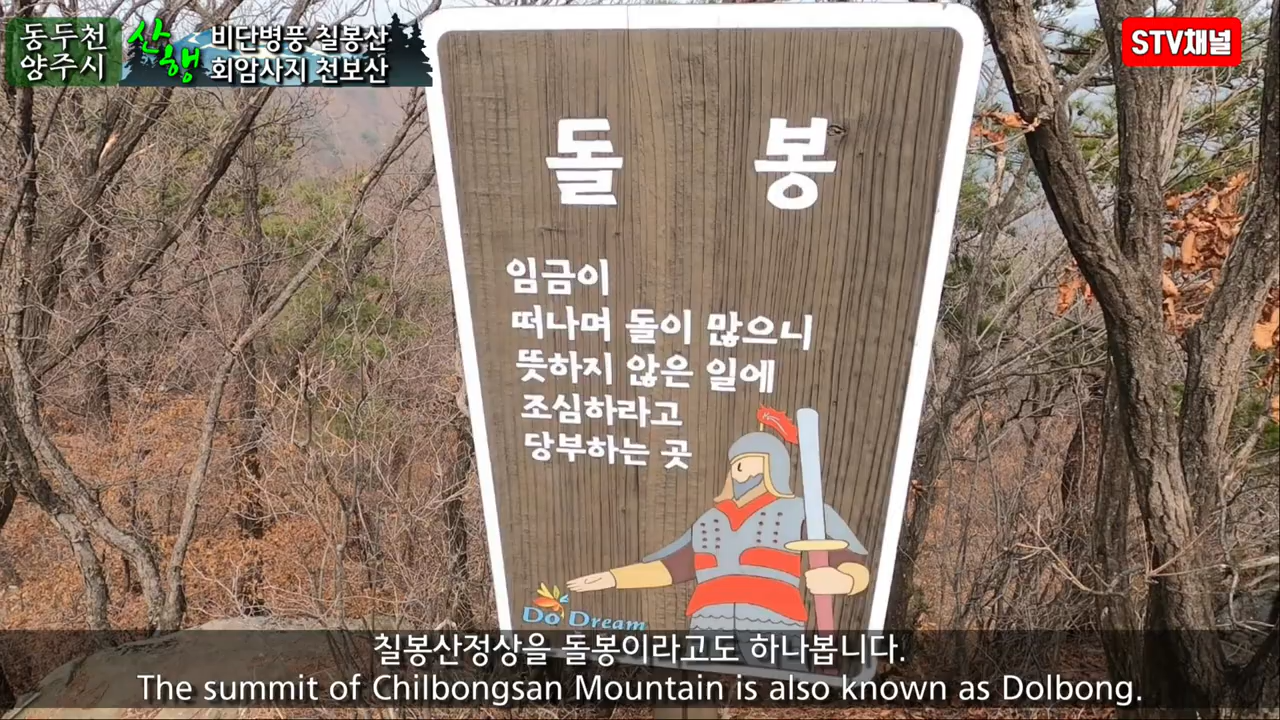 동두천
양주시
산행
비단병풍 칠봉산
회암사지 천보산
STV채널
돌 봉
임금이
떠나며 돌이 많으니
뜻하지 않은 일에
조심하라고
당부하는 곳
Do Dream
칠봉산정상을 돌봉이라고도 하나봅니다.
The summit of Chilbongsan Mountain is also known as Dolbong.